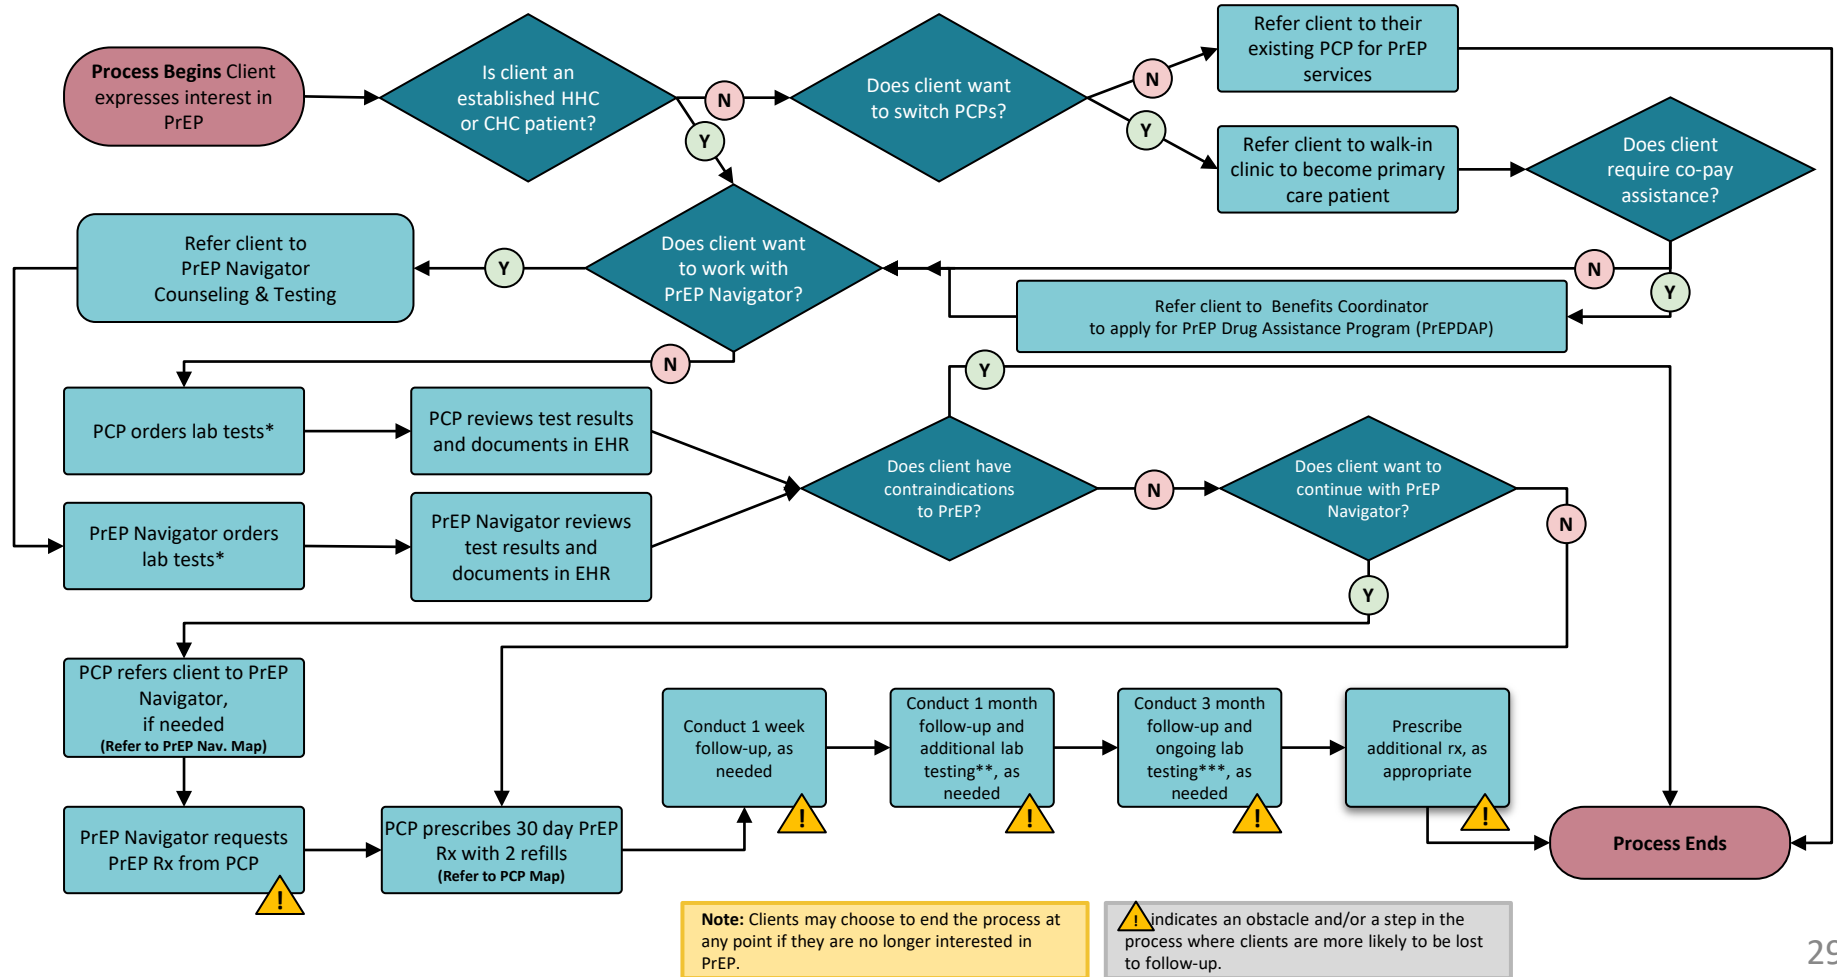 Process Begins Client
expresses interest in
PrEP
Is client an
established HHC
or CHC patient?
N
Y
Does client want
to switch PCPs?
N
Y
Refer client to their
existing PCP for PrEP
services
Refer client to walk-in
clinic to become primary
care patient
Does client
require co-pay
assistance?
N
Y
Refer client to Benefits Coordinator
to apply for PrEP Drug Assistance Program (PrEPDAP)
Does client want
to work with
PrEP Navigator?
Y
N
Refer client to
PrEP Navigator
Counseling & Testing
PCP orders lab tests*
PCP reviews test results
and documents in EHR
PrEP Navigator orders
lab tests*
PrEP Navigator reviews
test results and
documents in EHR
Does client have
contraindications
to PrEP?
Y
N
Does client want to
continue with PrEP
Navigator?
N
Y
PCP refers client to PrEP
Navigator,
if needed
(Refer to PrEP Nav. Map)
PrEP Navigator requests
PrEP Rx from PCP
!
PCP prescribes 30 day PrEP
Rx with 2 refills
(Refer to PCP Map)
Conduct 1 week
follow-up, as
needed
!
Conduct 1 month
follow-up and
additional lab
testing**, as
needed
!
Conduct 3 month
follow-up and
ongoing lab
testing***, as
needed
!
Prescribe
additional rx, as
appropriate
!
Process Ends
Note: Clients may choose to end the process at
any point if they are no longer interested in
PrEP.
! indicates an obstacle and/or a step in the
process where clients are more likely to be lost
to follow-up.
29